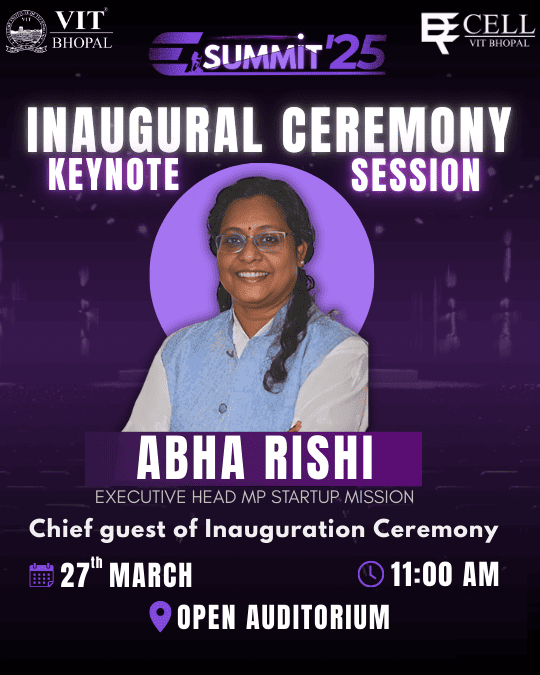 VIT®
BHOPAL
E SUMMIT'25
E CELL
VIT BHOPAL
INAUGURAL CEREMONY
KEYNOTE SESSION
ABHA RISHI
EXECUTIVE HEAD MP STARTUP MISSION
Chief guest of Inauguration Ceremony
27th MARCH
11:00 AM
OPEN AUDITORIUM